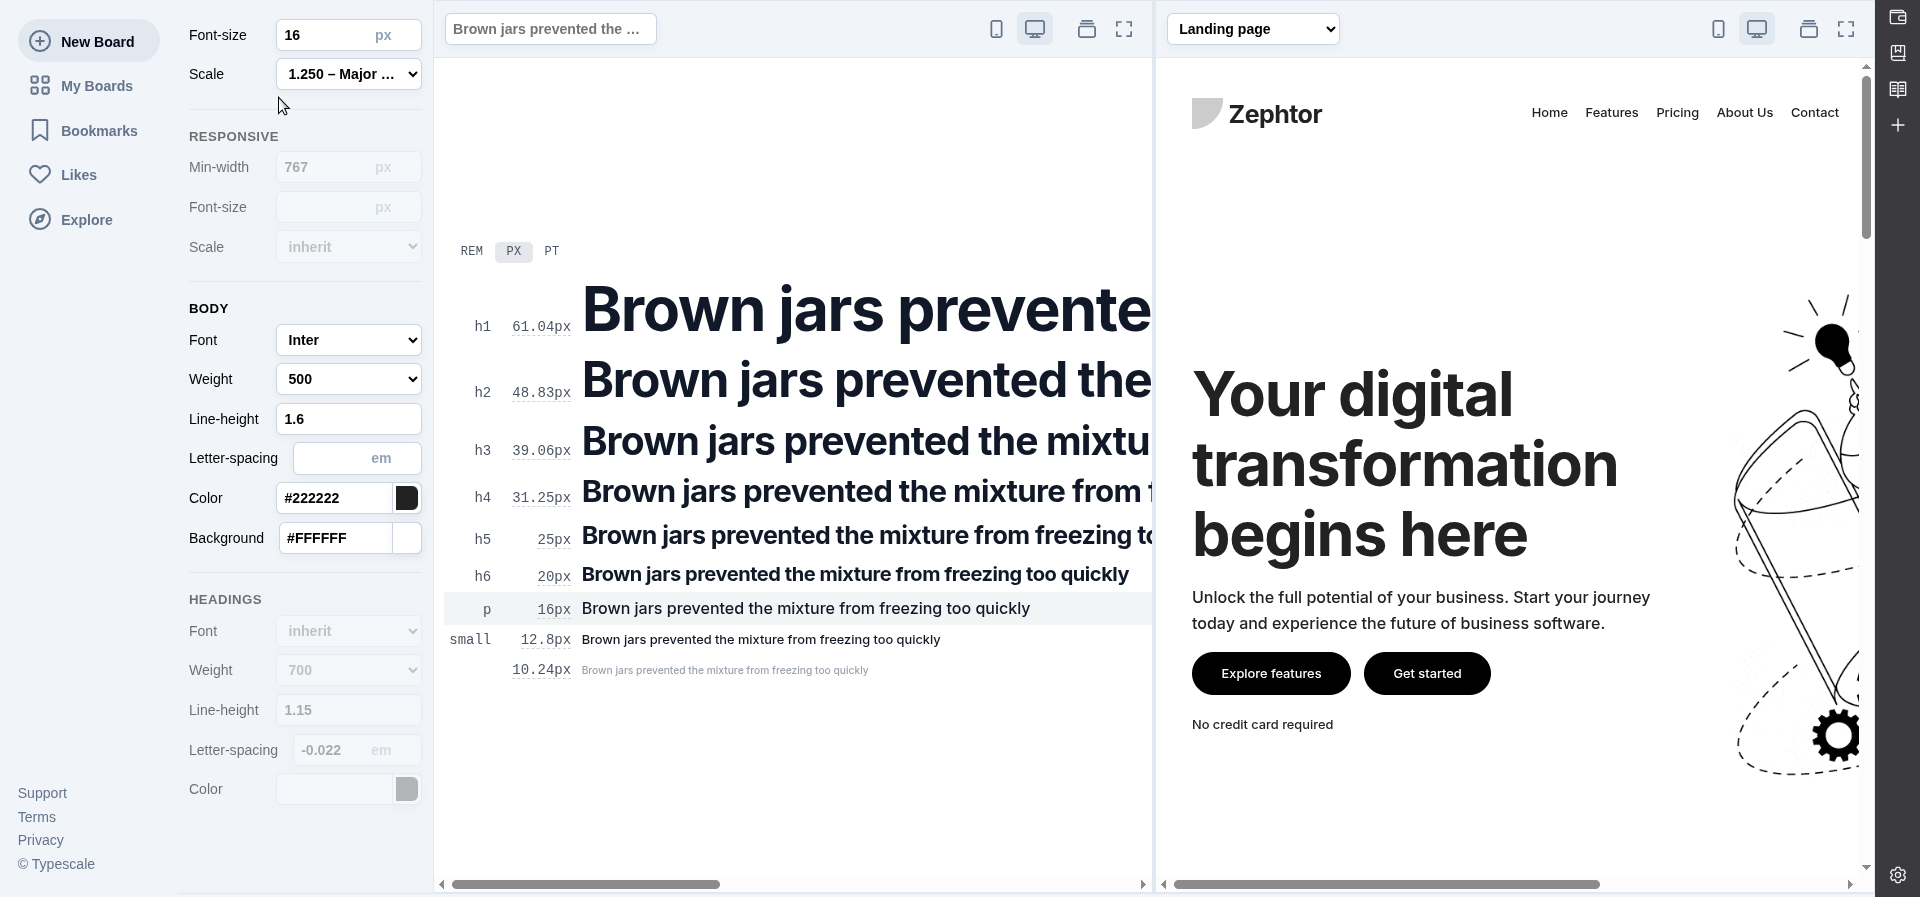 New Board
My Boards
Bookmarks
Likes
Explore
Support
Terms
Privacy
© Typescale
Font-size 16 px
Scale 1.250 – Major ...
RESPONSIVE
Min-width 767 px
Font-size px
Scale inherit
BODY
Font Inter
Weight 500
Line-height 1.6
Letter-spacing em
Color #222222
Background #FFFFFF
HEADINGS
Font inherit
Weight 700
Line-height 1.15
Letter-spacing -0.022 em
Color
Brown jars prevented the ...
REM PX PT
h1 61.04px Brown jars prevente
h2 48.83px Brown jars prevented the
h3 39.06px Brown jars prevented the mixtu
h4 31.25px Brown jars prevented the mixture from f
h5 25px Brown jars prevented the mixture from freezing to
h6 20px Brown jars prevented the mixture from freezing too quickly
p 16px Brown jars prevented the mixture from freezing too quickly
small 12.8px Brown jars prevented the mixture from freezing too quickly
10.24px Brown jars prevented the mixture from freezing too quickly
Landing page
Zephtor
Home Features Pricing About Us Contact
Your digital
transformation
begins here
Unlock the full potential of your business. Start your journey
today and experience the future of business software.
Explore features Get started
No credit card required